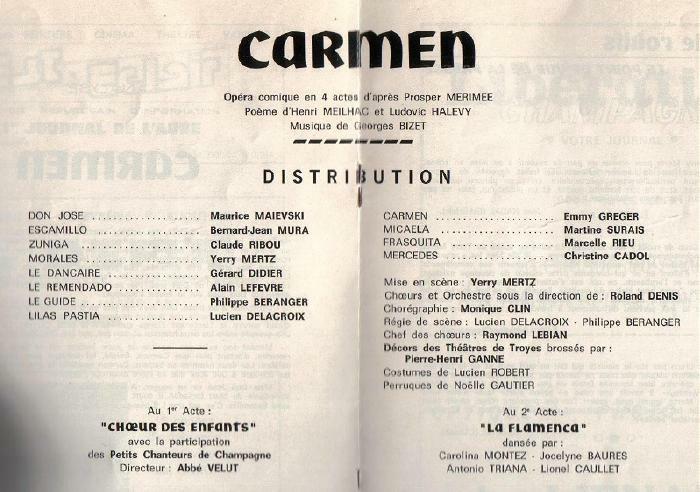 CARMEN
Opéra comique en 4 actes d'après Prosper MERIMEE
Poème d'Henri MEILHAC et Ludovic HALEVY
Musique de Georges BIZET
DISTRIBUTION
DON JOSE .................... Maurice MAIEVSKI
ESCAMILLO .................... Bernard-Jean MURA
ZUNIGA .................... Claude RIBOU
MORALES .................... Yerry MERTZ
LE DANCAIRE .................... Gérard DIDIER
LE REMENDADO .................... Alain LEFEVRE
LE GUIDE .................... Philippe BERANGER
LILAS PASTIA .................... Lucien DELACROIX
Au 1er Acte :
"CHŒUR DES ENFANTS"
avec la participation
des Petits Chanteurs de Champagne
Directeur : Abbé VELUT
CARMEN .................... Emmy GREGER
MICAELA .................... Martine SURAIS
FRASQUITA .................... Marcelle RIEU
MERCEDES .................... Christine CADOL
Mise en scène : Yerry MERTZ
Chœurs et Orchestre sous la direction de : Roland DENIS
Chorégraphie : Monique CLIN
Régie de scène : Lucien DELACROIX - Philippe BERANGER
Chef des chœurs : Raymond LEBIAN
Décors des Théâtres de Troyes brossés par :
Pierre-Henri GANNE
Costumes de Lucien ROBERT
Perruques de Noëlle GAUTIER
Au 2e Acte :
"LA FLAMENCA"
dansée par :
Carolina MONTEZ - Jocelyne BAURES
Antonio TRIANA - Lionel CAULLET